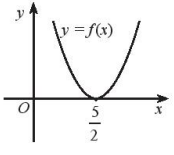 y
y = f(x)
O
5/2
x